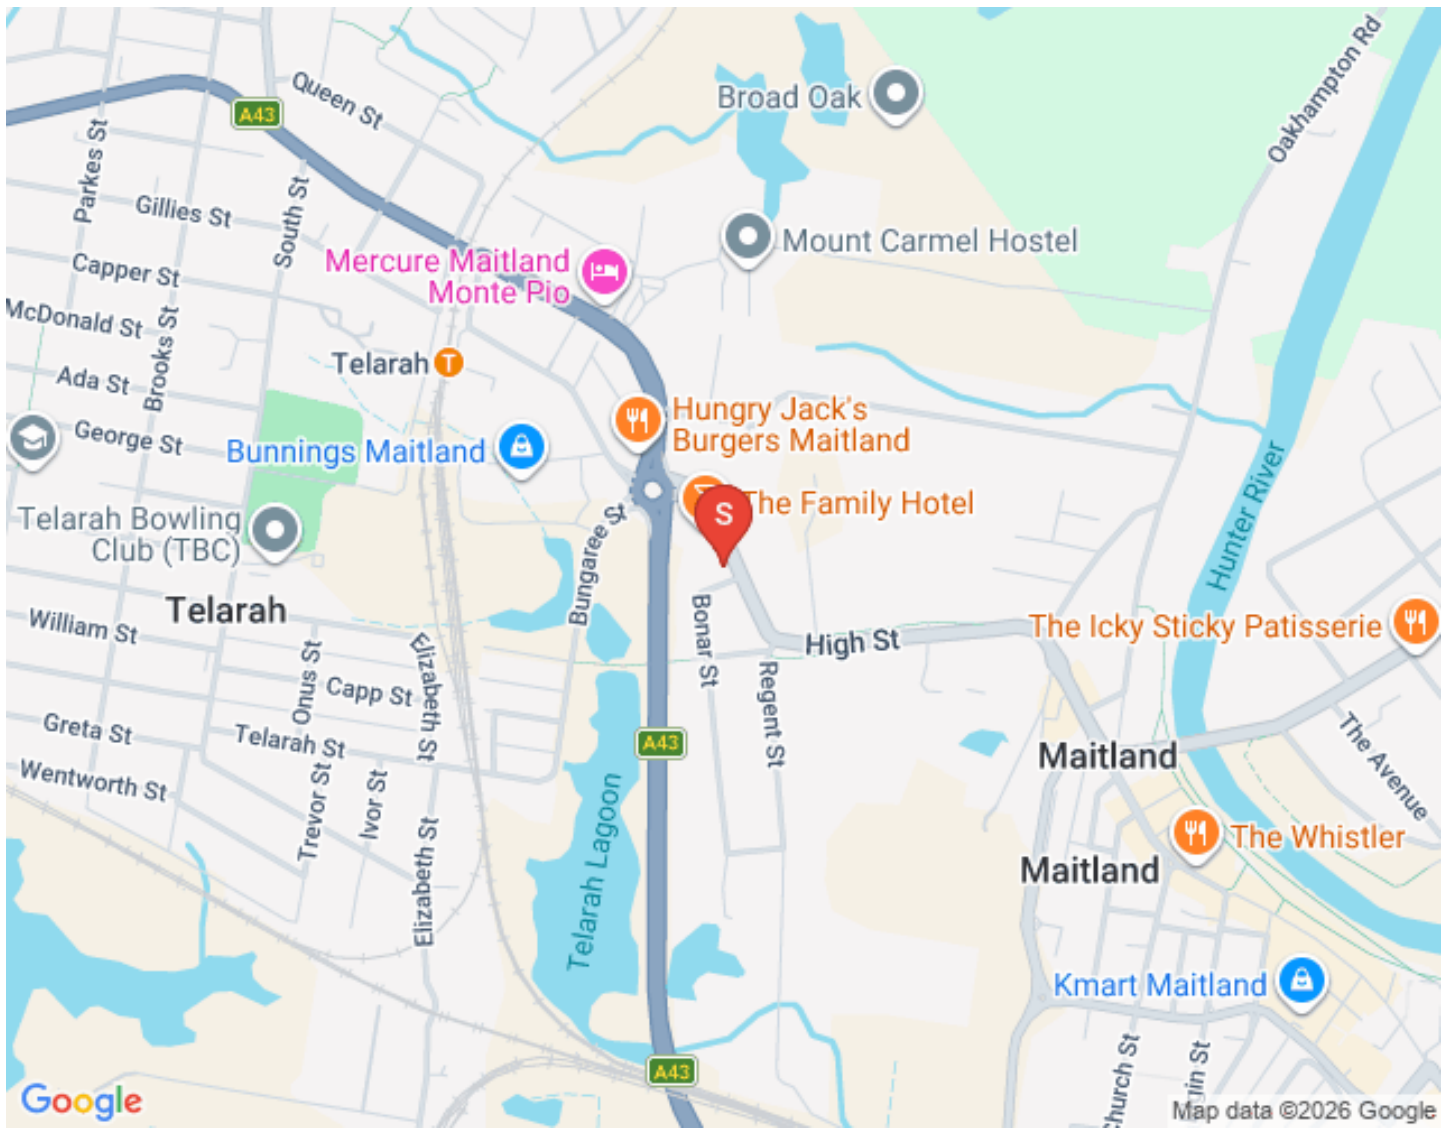 Oakhampton Rd
Queen St
Broad Oak
A43
Parkes St
Gillies St
South St
Mount Carmel Hostel
Mercure Maitland
Monte Pio
Capper St
McDonald St
Brooks St
Telarah
T
Ada St
Hungry Jack's
Burgers Maitland
George St
Bunnings Maitland
Hunter River
The Family Hotel
S
Telarah Bowling
Club (TBC)
Bungaree St
Telarah
William St
Bonar St
High St
The Icky Sticky Patisserie
Elizabeth St
Onus St
Capp St
Regent St
Greta St
Telarah St
A43
Maitland
The Avenue
Wentworth St
Trevor St
Ivor St
Telarah Lagoon
The Whistler
Maitland
Elizabeth St
Kmart Maitland
Church St
gin St
A43
Google
Map data ©2026 Google